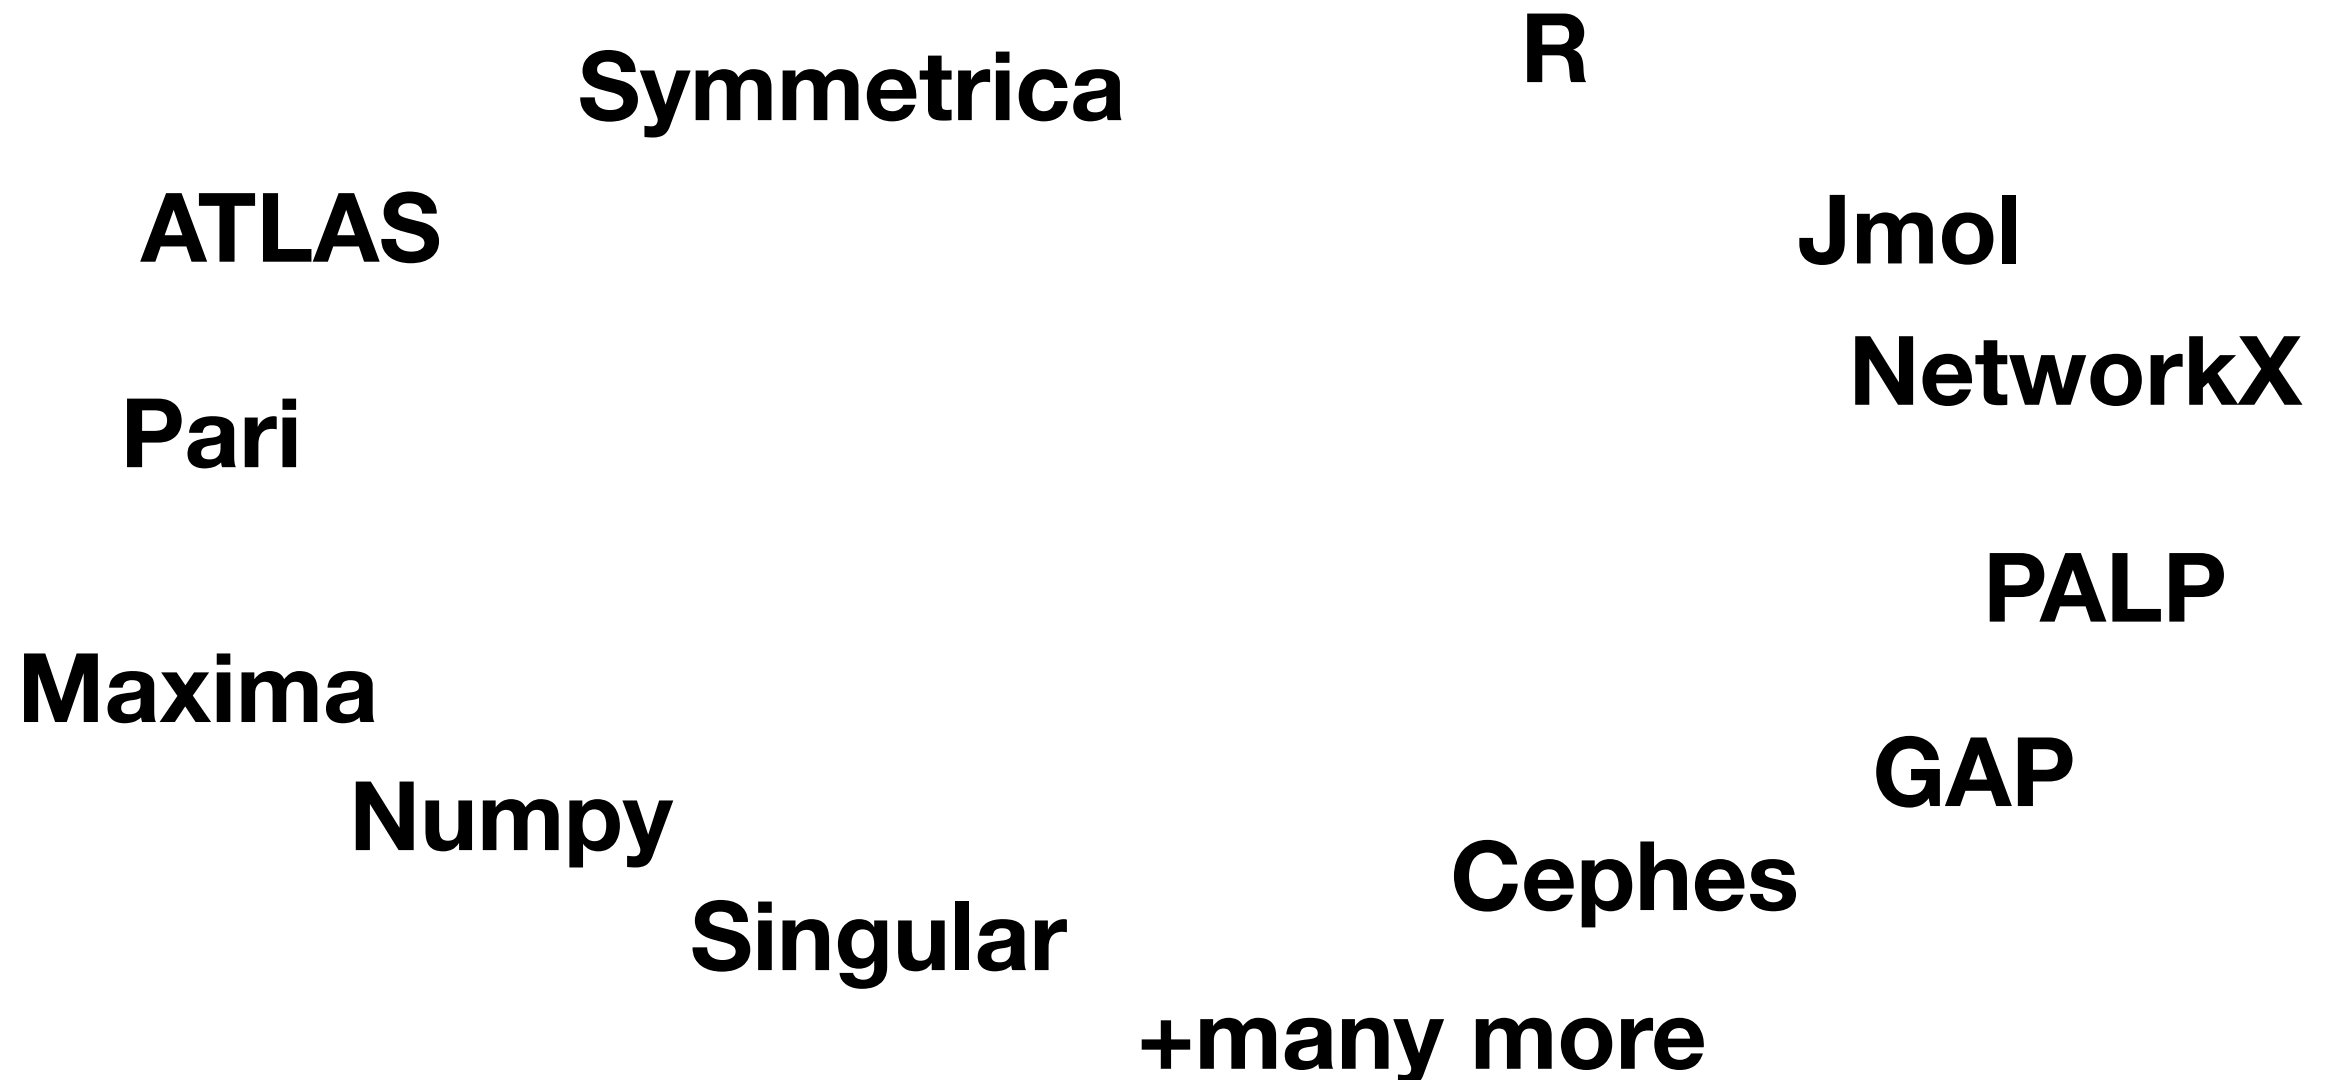 R
Symmetrica
ATLAS
Jmol
NetworkX
Pari
PALP
Maxima
GAP
Numpy
Cephes
Singular
+many more